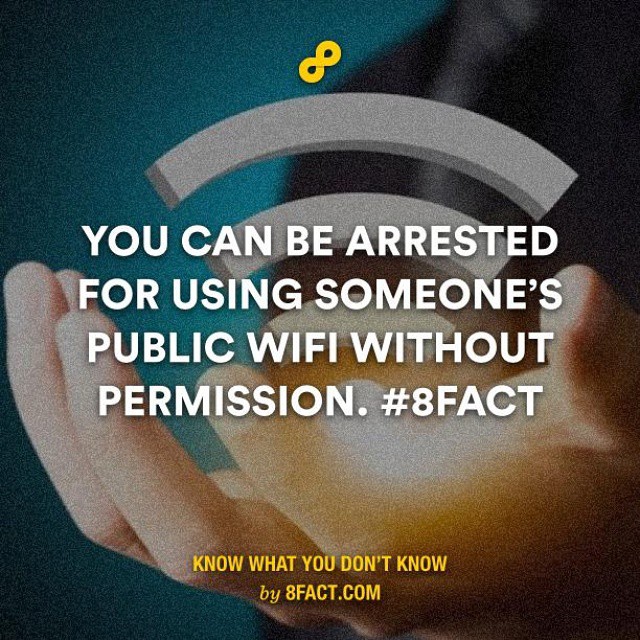 YOU CAN BE ARRESTED
FOR USING SOMEONE'S
PUBLIC WIFI WITHOUT
PERMISSION. #8FACT
KNOW WHAT YOU DON'T KNOW
by 8FACT.COM